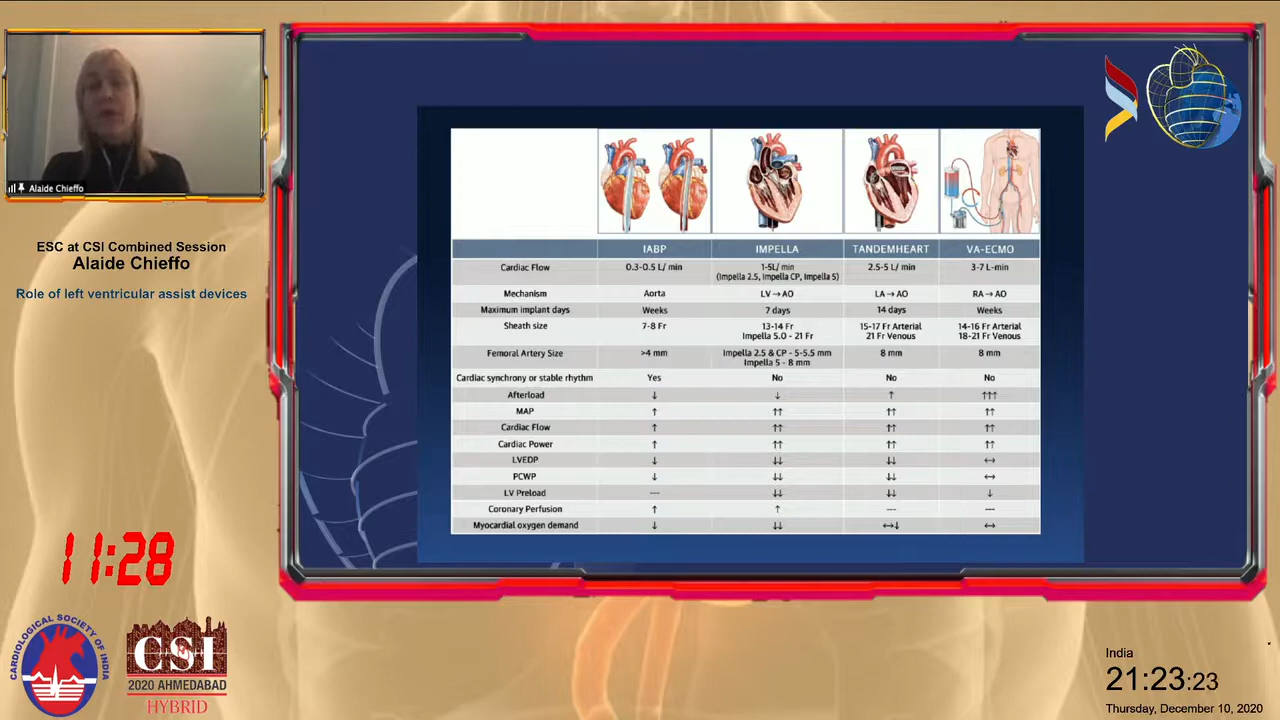 Alaide Chieffo
ESC at CSI Combined Session
Alaide Chieffo
Role of left ventricular assist devices
IABP IMPELLA TANDEMHEART VA-ECMO
Cardiac Flow 0.3-0.5 L/ min 1-5L/ min 2.5-5 L/ min 3-7 L-min
(Impella 2.5, Impella CP, Impella 5)
Mechanism Aorta LV → AO LA → AO RA → AO
Maximum implant days Weeks 7 days 14 days Weeks
Sheath size 7-8 Fr 13-14 Fr 15-17 Fr Arterial 14-16 Fr Arterial
Impella 5.0 - 21 Fr 21 Fr Venous 18-21 Fr Venous
Femoral Artery Size >4 mm Impella 2.5 & CP - 5-5.5 mm 8 mm 8 mm
Impella 5 - 8 mm
Cardiac synchrony or stable rhythm Yes No No No
Afterload ↓ ↓ ↑ ↑↑↑
MAP ↑ ↑↑ ↑↑ ↑↑
Cardiac Flow ↑ ↑↑ ↑↑ ↑↑
Cardiac Power ↑ ↑↑ ↑↑ ↑↑
LVEDP ↓ ↓↓ ↓↓ ↔
PCWP ↓ ↓↓ ↓↓ ↔
LV Preload --- ↓↓ ↓↓ ↓
Coronary Perfusion ↑ ↑ --- ---
Myocardial oxygen demand ↓ ↓↓ ↔↓ ↔
11:28
CARDIOLOGICAL SOCIETY OF INDIA
CSI
2020 AHMEDABAD
HYBRID
India
21:23:23
Thursday, December 10, 2020